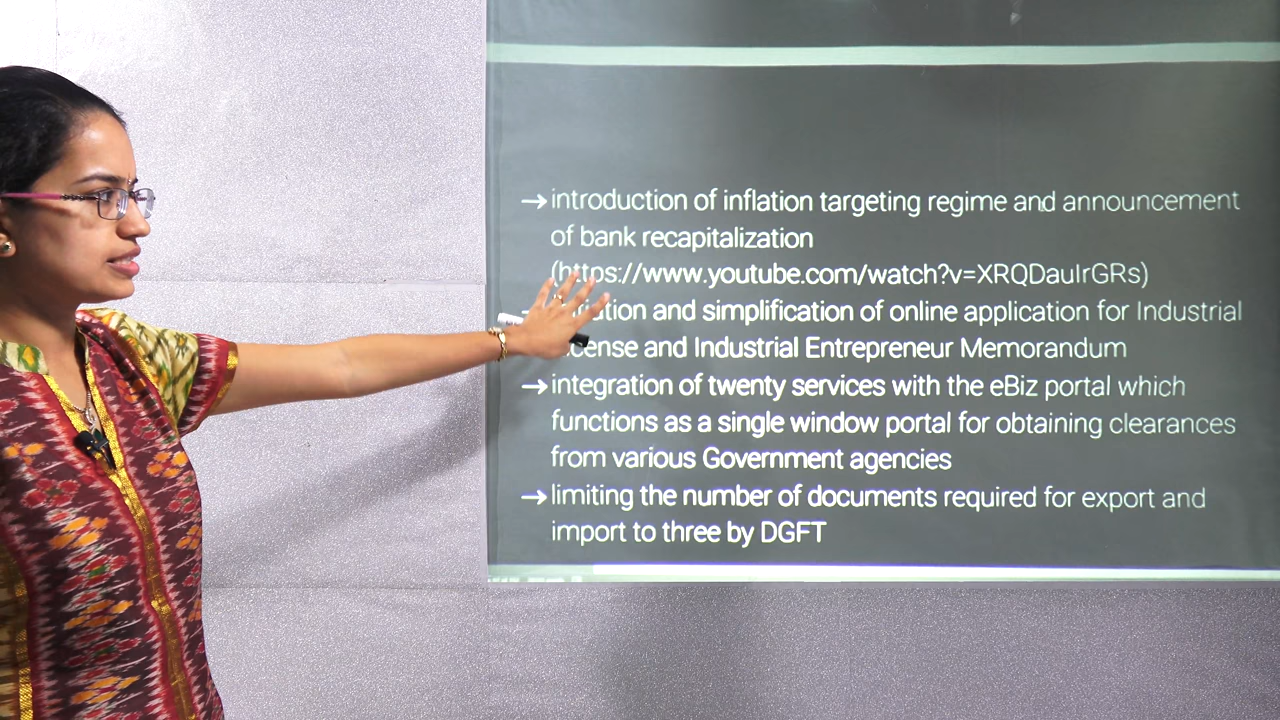 → introduction of inflation targeting regime and announcement
of bank recapitalization
(https://www.youtube.com/watch?v=XRQDauIrGRs)
and simplification of online application for Industrial
and Industrial Entrepreneur Memorandum
→ integration of twenty services with the eBiz portal which
functions as a single window portal for obtaining clearances
from various Government agencies
→ limiting the number of documents required for export and
import to three by DGFT